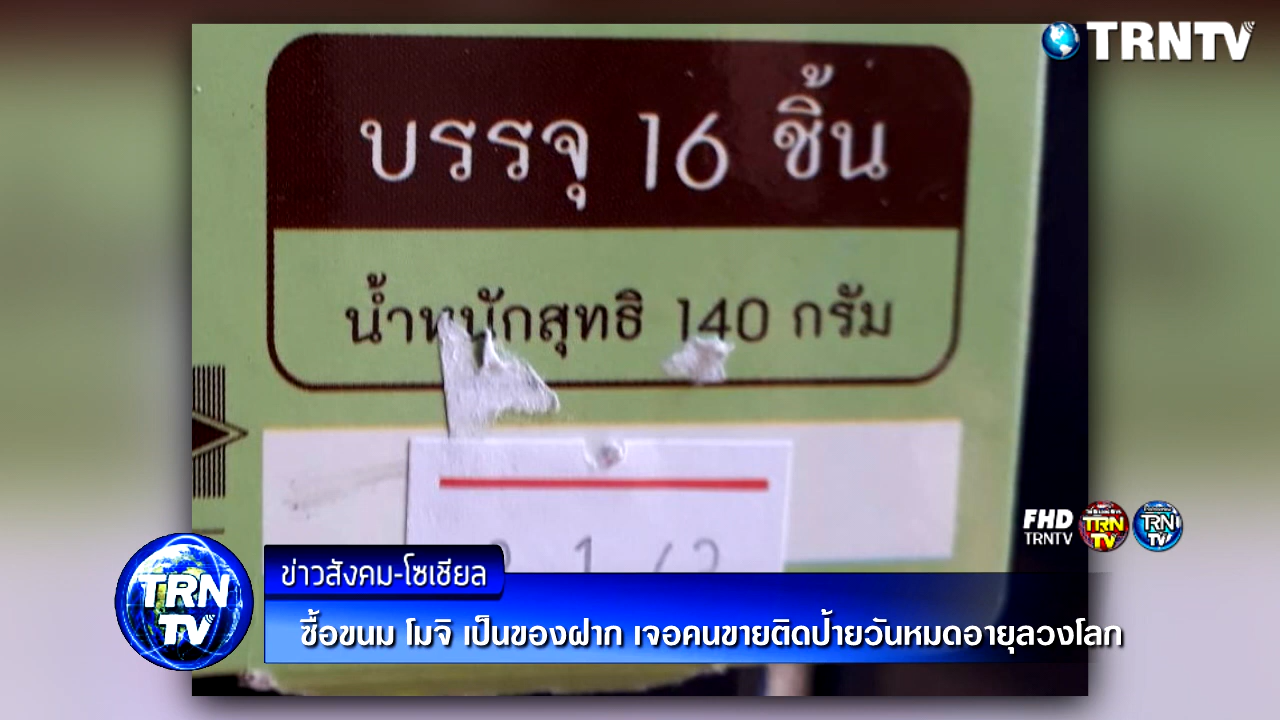 TRNTV
บรรจุ 16 ชิ้น
น้ำหนักสุทธิ 140 กรัม
FHD
TRNTV
TRN
TV
TRN
TV
TRN
TV
ข่าวสังคม-โซเชียล
ซื้อขนม โมจิ เป็นของฝาก เจอคนขายติดป้ายวันหมดอายุลวงโลก